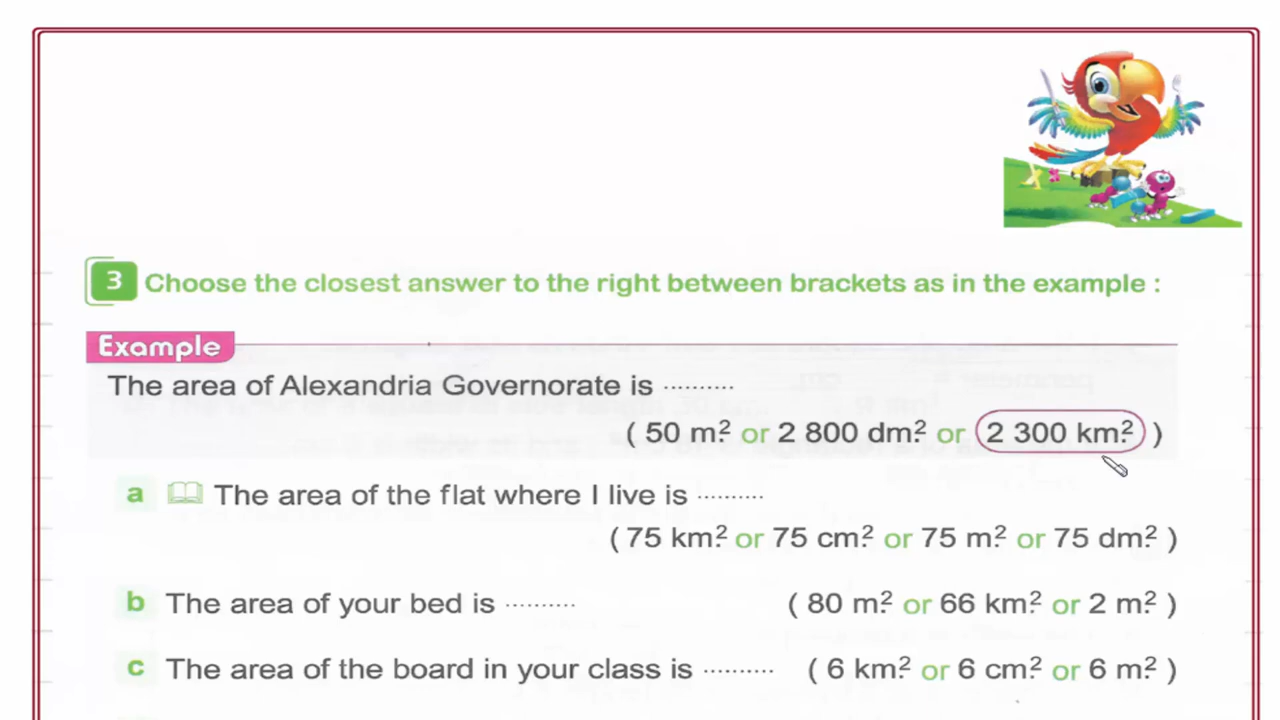 3 Choose the closest answer to the right between brackets as in the example :
Example
The area of Alexandria Governorate is ..........
( 50 m². or 2 800 dm². or 2 300 km². )
a The area of the flat where I live is ..........
( 75 km². or 75 cm². or 75 m². or 75 dm². )
b The area of your bed is .......... ( 80 m². or 66 km². or 2 m². )
c The area of the board in your class is .......... ( 6 km². or 6 cm². or 6 m². )